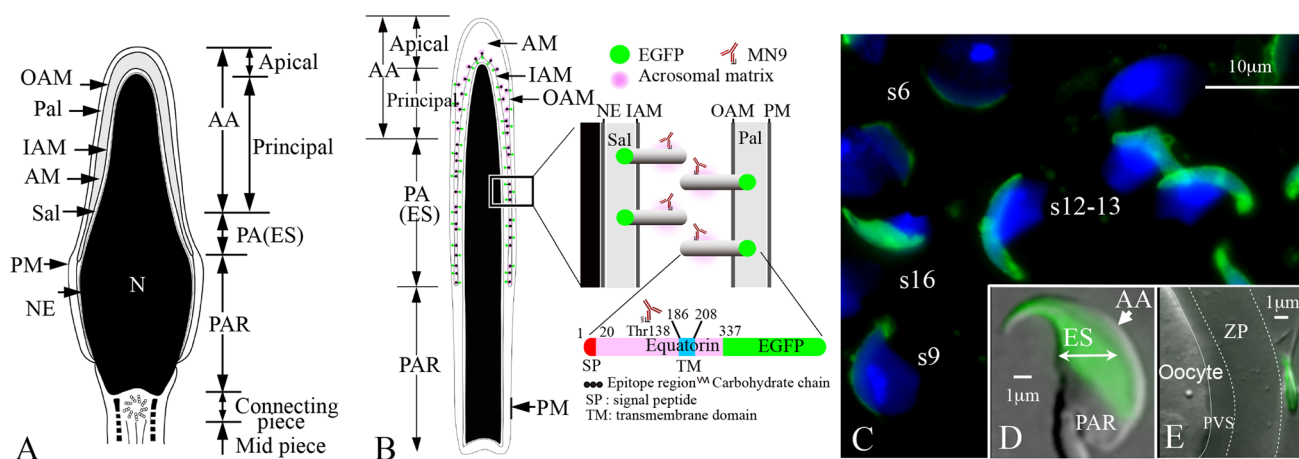 OAM
Pal
IAM
AM
Sal
PM
NE
N
AA
Apical
Principal
PA(ES)
PAR
Connecting
piece
Mid piece
A
AA
Apical
Principal
PA
(ES)
PAR
AM
IAM
OAM
PM
B
EGFP
MN9
Acrosomal matrix
NE IAM
OAM PM
Sal
Pal
1
20
Thr138
186
208
337
Equatorin
EGFP
SP
TM
Epitope region
Carbohydrate chain
SP : signal peptide
TM: transmembrane domain
s6
10μm
s12-13
s16
s9
C
AA
ES
1μm
PAR
D
1μm
ZP
Oocyte
PVS
E